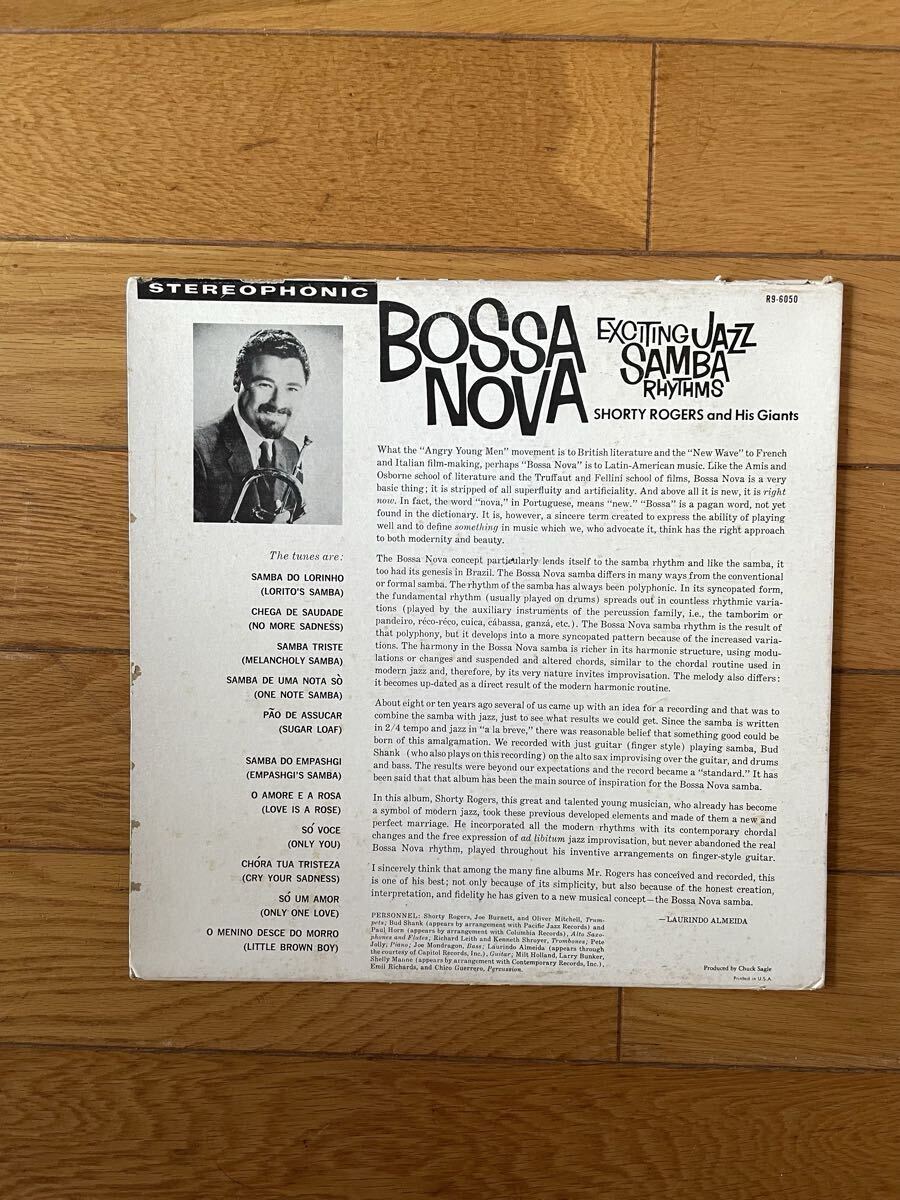 STEREOPHONIC
R9-6050
BOSSA
NOVA
EXCITING JAZZ
SAMBA
RHYTHMS
SHORTY ROGERS and His Giants
What the "Angry Young Men" movement is to British literature and the "New Wave" to French
and Italian film-making, perhaps "Bossa Nova" is to Latin-American music. Like the Amis and
Osborne school of literature and the Truffaut and Fellini school of films, Bossa Nova is a very
basic thing; it is stripped of all superfluity and artificiality. And above all it is new, it is right
now. In fact, the word "nova," in Portuguese, means "new." "Bossa" is a pagan word, not yet
found in the dictionary. It is, however, a sincere term created to express the ability of playing
well and to define something in music which we, who advocate it, think has the right approach
to both modernity and beauty.
The Bossa Nova concept particularly lends itself to the samba rhythm and like the samba, it
too had its genesis in Brazil. The Bossa Nova samba differs in many ways from the conventional
or formal samba. The rhythm of the samba has always been polyphonic. In its syncopated form,
the fundamental rhythm (usually played on drums) spreads out in countless rhythmic varia-
tions (played by the auxiliary instruments of the percussion family, i.e., the tamborim or
pandeiro, réco-réco, cuica, cábassa, ganzá, etc.). The Bossa Nova samba rhythm is the result of
that polyphony, but it develops into a more syncopated pattern because of the increased varia-
tions. The harmony in the Bossa Nova samba is richer in its harmonic structure, using modu-
lations or changes and suspended and altered chords, similar to the chordal routine used in
modern jazz and, therefore, by its very nature invites improvisation. The melody also differs:
it becomes up-dated as a direct result of the modern harmonic routine.
About eight or ten years ago several of us came up with an idea for a recording and that was to
combine the samba with jazz, just to see what results we could get. Since the samba is written
in 2/4 tempo and jazz in "a la breve," there was reasonable belief that something good could be
born of this amalgamation. We recorded with just guitar (finger style) playing samba, Bud
Shank (who also plays on this recording) on the alto sax improvising over the guitar, and drums
and bass. The results were beyond our expectations and the record became a "standard." It has
been said that that album has been the main source of inspiration for the Bossa Nova samba.
In this album, Shorty Rogers, this great and talented young musician, who already has become
a symbol of modern jazz, took these previous developed elements and made of them a new and
perfect marriage. He incorporated all the modern rhythms with its contemporary chordal
changes and the free expression of ad libitum jazz improvisation, but never abandoned the real
Bossa Nova rhythm, played throughout his inventive arrangements on finger-style guitar.
I sincerely think that among the many fine albums Mr. Rogers has conceived and recorded, this
is one of his best; not only because of its simplicity, but also because of the honest creation,
interpretation, and fidelity he has given to a new musical concept—the Bossa Nova samba.
—LAURINDO ALMEIDA
PERSONNEL: Shorty Rogers, Joe Burnett, and Oliver Mitchell, Trum-
pets; Bud Shank (appears by arrangement with Pacific Jazz Records) and
Paul Horn (appears by arrangement with Columbia Records), Alto Saxo-
phones and Flutes; Richard Leith and Kenneth Shroyer, Trombones; Pete
Jolly, Piano; Joe Mondragon, Bass; Laurindo Almeida (appears through
the courtesy of Capitol Records, Inc.), Guitar; Milt Holland, Larry Bunker,
Shelly Manne (appears by arrangement with Contemporary Records, Inc.),
Emil Richards, and Chico Guerrero, Percussion.
Produced by Chuck Sagle
Printed in U.S.A.
The tunes are:
SAMBA DO LORINHO
(LORITO'S SAMBA)
CHEGA DE SAUDADE
(NO MORE SADNESS)
SAMBA TRISTE
(MELANCHOLY SAMBA)
SAMBA DE UMA NOTA SÒ
(ONE NOTE SAMBA)
PÃO DE ASSUCAR
(SUGAR LOAF)
SAMBA DO EMPASHGI
(EMPASHGI'S SAMBA)
O AMORE E A ROSA
(LOVE IS A ROSE)
SÓ VOCE
(ONLY YOU)
CHÓRA TUA TRISTEZA
(CRY YOUR SADNESS)
SÓ UM AMOR
(ONLY ONE LOVE)
O MENINO DESCE DO MORRO
(LITTLE BROWN BOY)